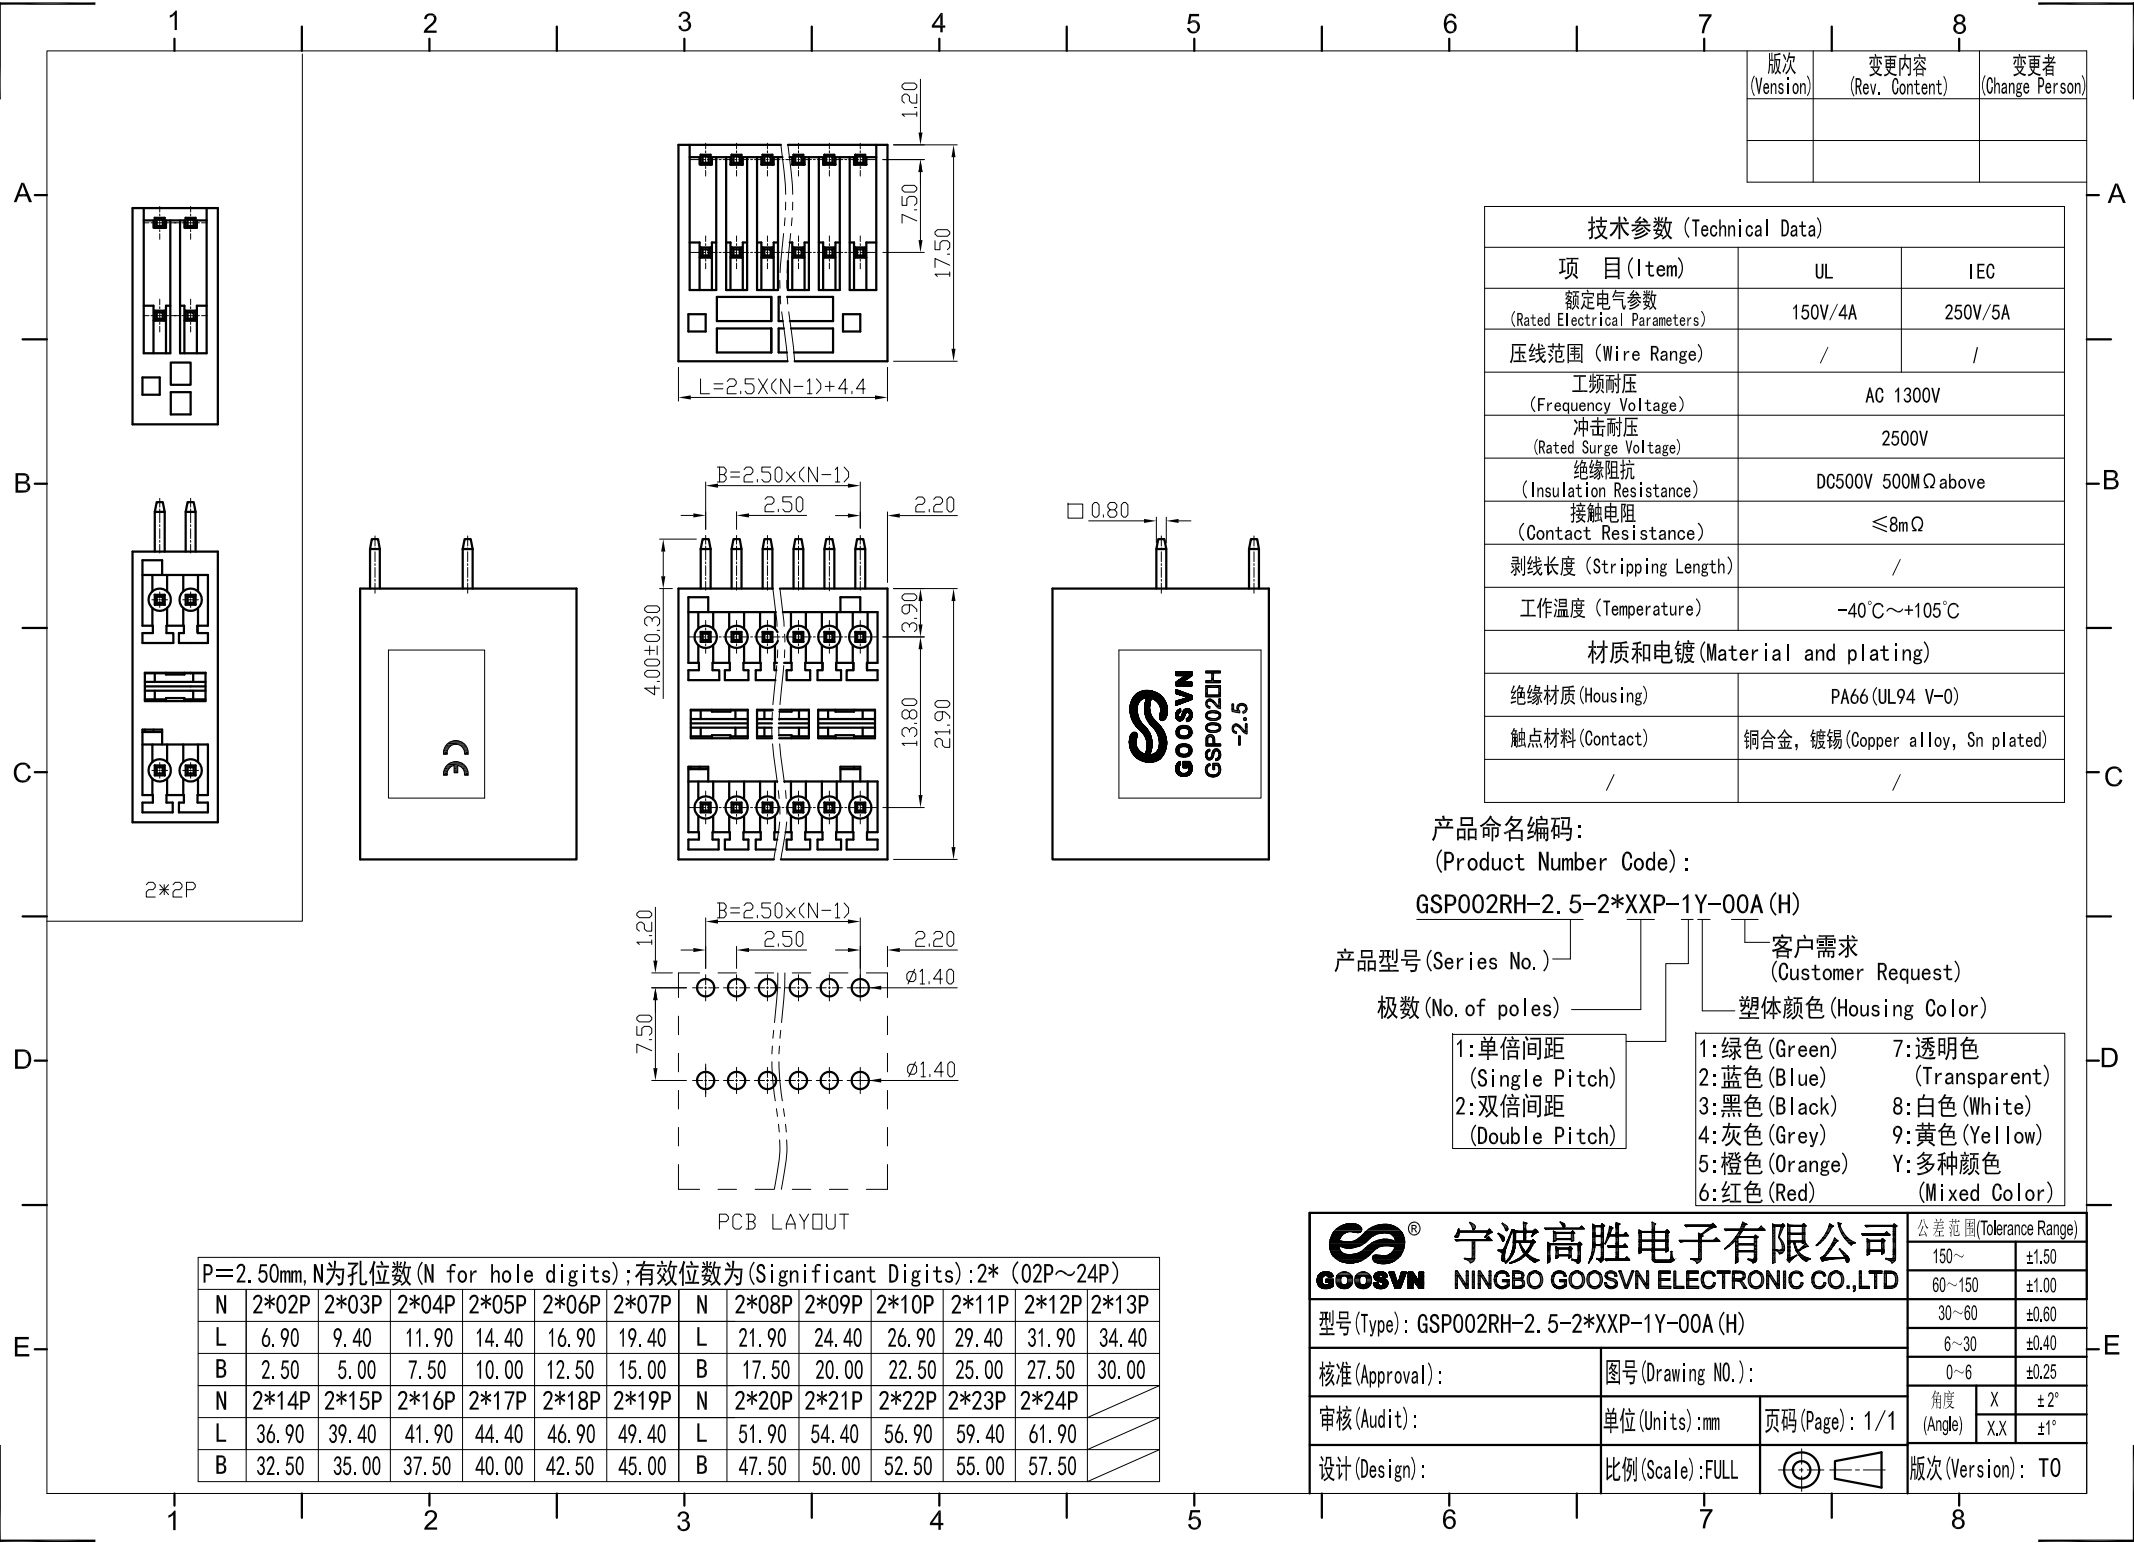 1 2 3 4 5 6 7 8
A
B
C
D
E
A
B
C
D
E
1 2 3 4 5 6 7 8
版次 变更内容 变更者
(Vension) (Rev. Content) (Change Person)
1.20
7.50
17.50
L=2.5X(N-1)+4.4
2*2P
B=2.50x(N-1)
2.50
2.20
4.00±0.30
3.90
13.80
21.90
□ 0.80
CE
GOOSVN
GSP002□H
-2.5
B=2.50x(N-1)
2.50
2.20
1.20
7.50
Ø1.40
Ø1.40
PCB LAYOUT
技术参数 (Technical Data)
项 目(Item) UL IEC
额定电气参数
(Rated Electrical Parameters) 150V/4A 250V/5A
压线范围 (Wire Range) / /
工频耐压
(Frequency Voltage) AC 1300V
冲击耐压
(Rated Surge Voltage) 2500V
绝缘阻抗
(Insulation Resistance) DC500V 500MΩabove
接触电阻
(Contact Resistance) ≤8mΩ
剥线长度 (Stripping Length) /
工作温度 (Temperature) -40℃~+105℃
材质和电镀(Material and plating)
绝缘材质(Housing) PA66(UL94 V-0)
触点材料(Contact) 铜合金, 镀锡(Copper alloy, Sn plated)
/ /
产品命名编码:
(Product Number Code):
GSP002RH-2.5-2*XXP-1Y-00A(H)
产品型号(Series No.)
客户需求
(Customer Request)
极数(No.of poles)
塑体颜色(Housing Color)
1:单倍间距
(Single Pitch)
2:双倍间距
(Double Pitch)
1:绿色(Green) 7:透明色
2:蓝色(Blue) (Transparent)
3:黑色(Black) 8:白色(White)
4:灰色(Grey) 9:黄色(Yellow)
5:橙色(Orange) Y:多种颜色
6:红色(Red) (Mixed Color)
P=2.50mm,N为孔位数(N for hole digits);有效位数为(Significant Digits):2* (02P~24P)
N 2*02P 2*03P 2*04P 2*05P 2*06P 2*07P N 2*08P 2*09P 2*10P 2*11P 2*12P 2*13P
L 6.90 9.40 11.90 14.40 16.90 19.40 L 21.90 24.40 26.90 29.40 31.90 34.40
B 2.50 5.00 7.50 10.00 12.50 15.00 B 17.50 20.00 22.50 25.00 27.50 30.00
N 2*14P 2*15P 2*16P 2*17P 2*18P 2*19P N 2*20P 2*21P 2*22P 2*23P 2*24P
L 36.90 39.40 41.90 44.40 46.90 49.40 L 51.90 54.40 56.90 59.40 61.90
B 32.50 35.00 37.50 40.00 42.50 45.00 B 47.50 50.00 52.50 55.00 57.50
®
GOOSVN
宁波高胜电子有限公司
NINGBO GOOSVN ELECTRONIC CO.,LTD
型号(Type): GSP002RH-2.5-2*XXP-1Y-00A(H)
核准(Approval): 图号(Drawing NO.):
审核(Audit): 单位(Units):mm 页码(Page): 1/1
设计(Design): 比例(Scale):FULL
公差范围(Tolerance Range)
150~ ±1.50
60~150 ±1.00
30~60 ±0.60
6~30 ±0.40
0~6 ±0.25
角度 X ±2°
(Angle) X.X ±1°
版次(Version): T0